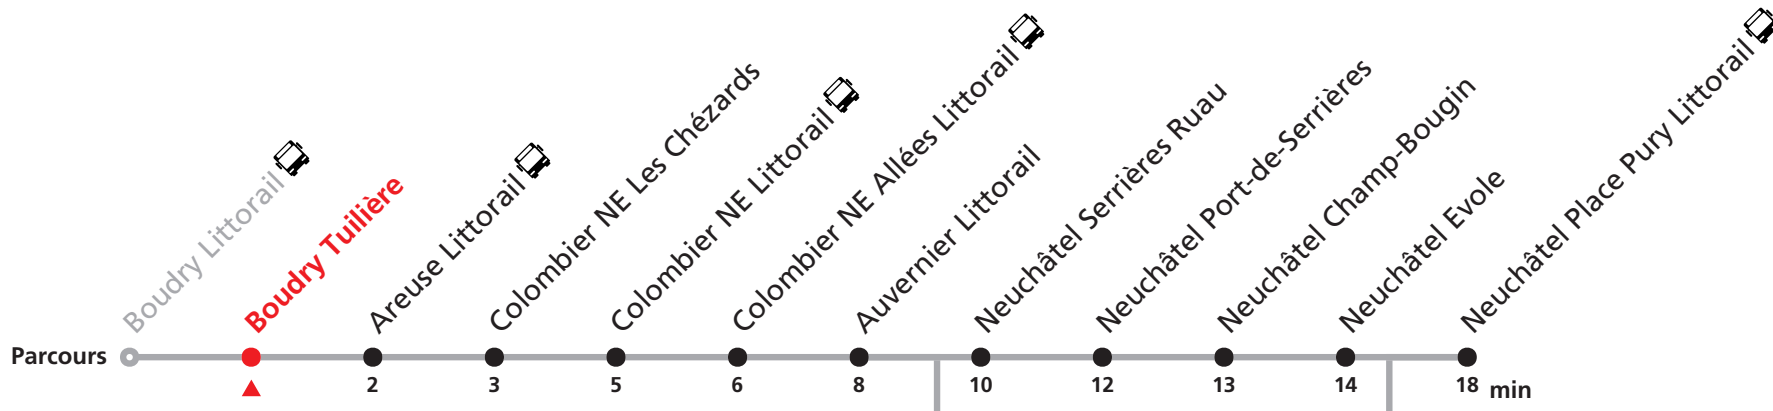 Boudry Littorail
Boudry Tuilière
Areuse Littorail
Colombier NE Les Chézards
Colombier NE Littorail
Colombier NE Allées Littorail
Auvernier Littorail
Neuchâtel Serrières Ruau
Neuchâtel Port-de-Serrières
Neuchâtel Champ-Bougin
Neuchâtel Evole
Neuchâtel Place Pury Littorail
Parcours
2 3 5 6 8 10 12 13 14 18 min